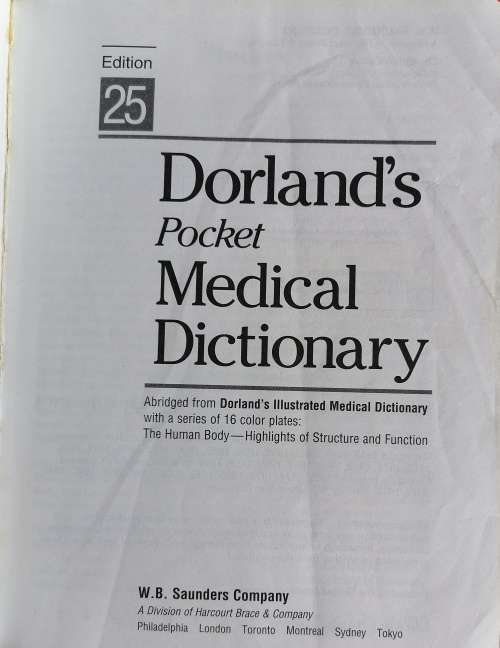 Edition
25
Dorland's
Pocket
Medical
Dictionary
Abridged from Dorland's Illustrated Medical Dictionary
with a series of 16 color plates:
The Human Body—Highlights of Structure and Function
W.B. Saunders Company
A Division of Harcourt Brace & Company
Philadelphia London Toronto Montreal Sydney Tokyo